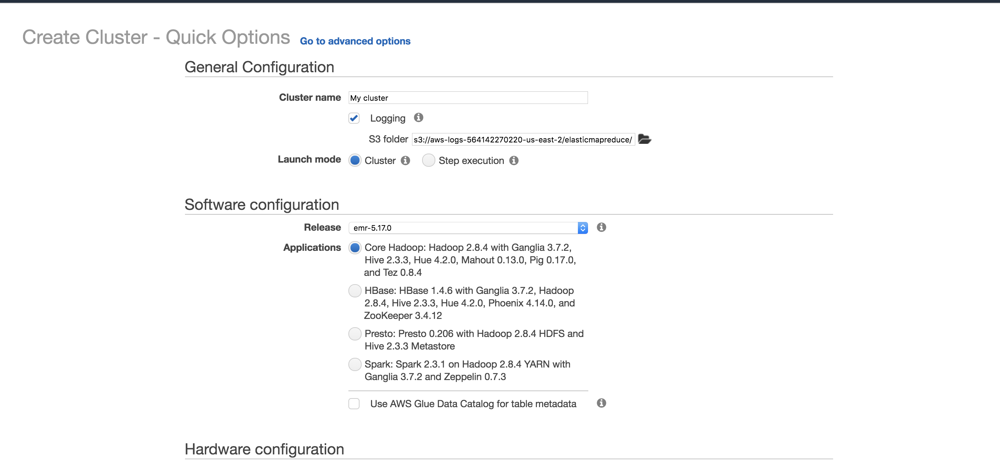 Create Cluster - Quick Options Go to advanced options
General Configuration
Cluster name My cluster
Logging
S3 folder s3://aws-logs-564142270220-us-east-2/elasticmapreduce/
Launch mode Cluster Step execution
Software configuration
Release emr-5.17.0
Applications Core Hadoop: Hadoop 2.8.4 with Ganglia 3.7.2,
Hive 2.3.3, Hue 4.2.0, Mahout 0.13.0, Pig 0.17.0,
and Tez 0.8.4
HBase: HBase 1.4.6 with Ganglia 3.7.2, Hadoop
2.8.4, Hive 2.3.3, Hue 4.2.0, Phoenix 4.14.0, and
ZooKeeper 3.4.12
Presto: Presto 0.206 with Hadoop 2.8.4 HDFS and
Hive 2.3.3 Metastore
Spark: Spark 2.3.1 on Hadoop 2.8.4 YARN with
Ganglia 3.7.2 and Zeppelin 0.7.3
Use AWS Glue Data Catalog for table metadata
Hardware configuration